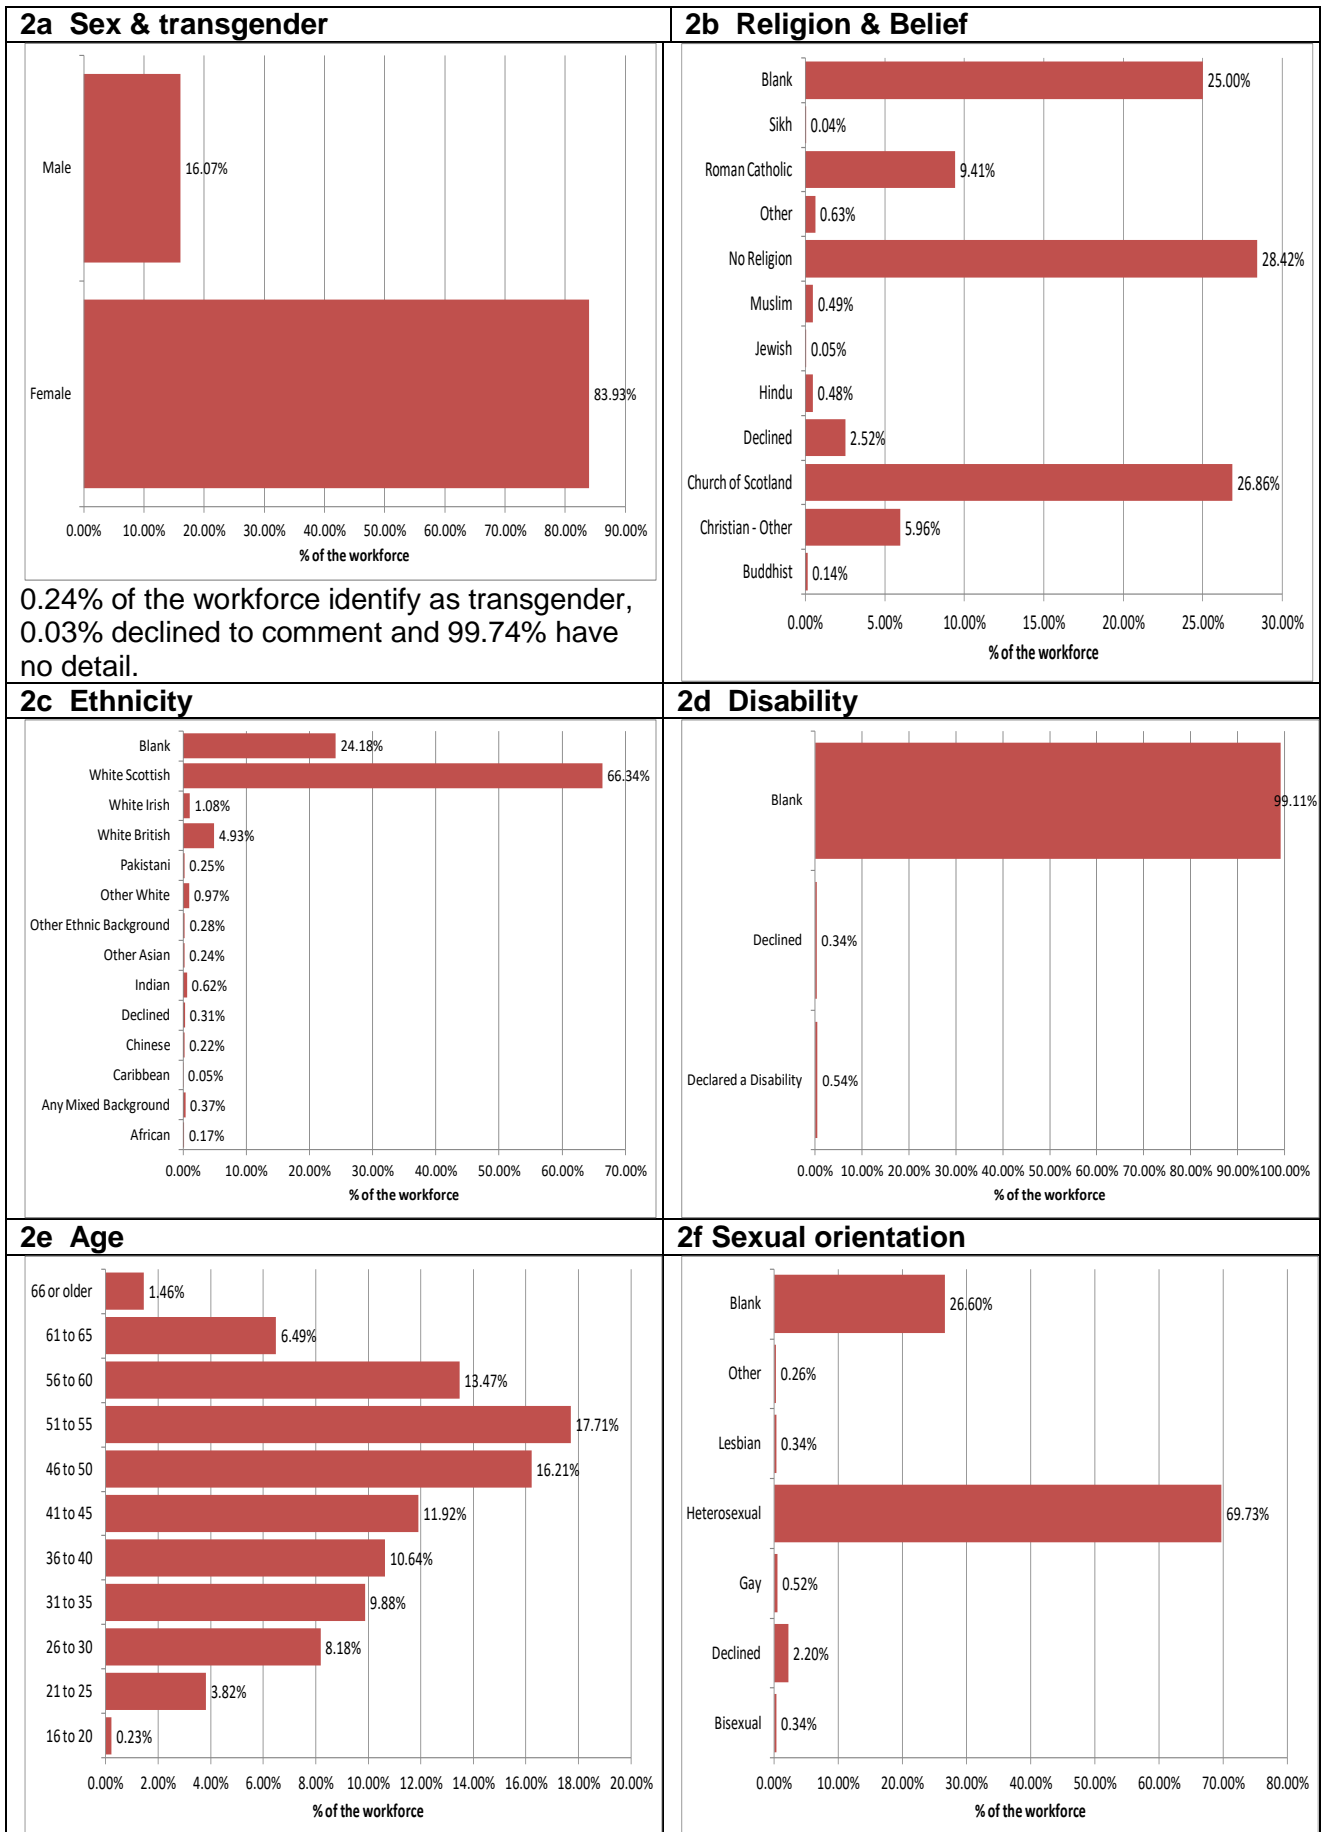 2a  Sex & transgender
Male
16.07%
Female
83.93%
0.00% 10.00% 20.00% 30.00% 40.00% 50.00% 60.00% 70.00% 80.00% 90.00%
% of the workforce
0.24% of the workforce identify as transgender,
0.03% declined to comment and 99.74% have
no detail.
2b  Religion & Belief
Blank 25.00%
Sikh 0.04%
Roman Catholic 9.41%
Other 0.63%
No Religion 28.42%
Muslim 0.49%
Jewish 0.05%
Hindu 0.48%
Declined 2.52%
Church of Scotland 26.86%
Christian - Other 5.96%
Buddhist 0.14%
0.00% 5.00% 10.00% 15.00% 20.00% 25.00% 30.00%
% of the workforce
2c  Ethnicity
Blank 24.18%
White Scottish 66.34%
White Irish 1.08%
White British 4.93%
Pakistani 0.25%
Other White 0.97%
Other Ethnic Background 0.28%
Other Asian 0.24%
Indian 0.62%
Declined 0.31%
Chinese 0.22%
Caribbean 0.05%
Any Mixed Background 0.37%
African 0.17%
0.00% 10.00% 20.00% 30.00% 40.00% 50.00% 60.00% 70.00%
% of the workforce
2d  Disability
Blank 99.11%
Declined 0.34%
Declared a Disability 0.54%
0.00% 10.00% 20.00% 30.00% 40.00% 50.00% 60.00% 70.00% 80.00% 90.00% 100.00%
% of the workforce
2e  Age
66 or older 1.46%
61 to 65 6.49%
56 to 60 13.47%
51 to 55 17.71%
46 to 50 16.21%
41 to 45 11.92%
36 to 40 10.64%
31 to 35 9.88%
26 to 30 8.18%
21 to 25 3.82%
16 to 20 0.23%
0.00% 2.00% 4.00% 6.00% 8.00% 10.00% 12.00% 14.00% 16.00% 18.00% 20.00%
% of the workforce
2f Sexual orientation
Blank 26.60%
Other 0.26%
Lesbian 0.34%
Heterosexual 69.73%
Gay 0.52%
Declined 2.20%
Bisexual 0.34%
0.00% 10.00% 20.00% 30.00% 40.00% 50.00% 60.00% 70.00% 80.00%
% of the workforce